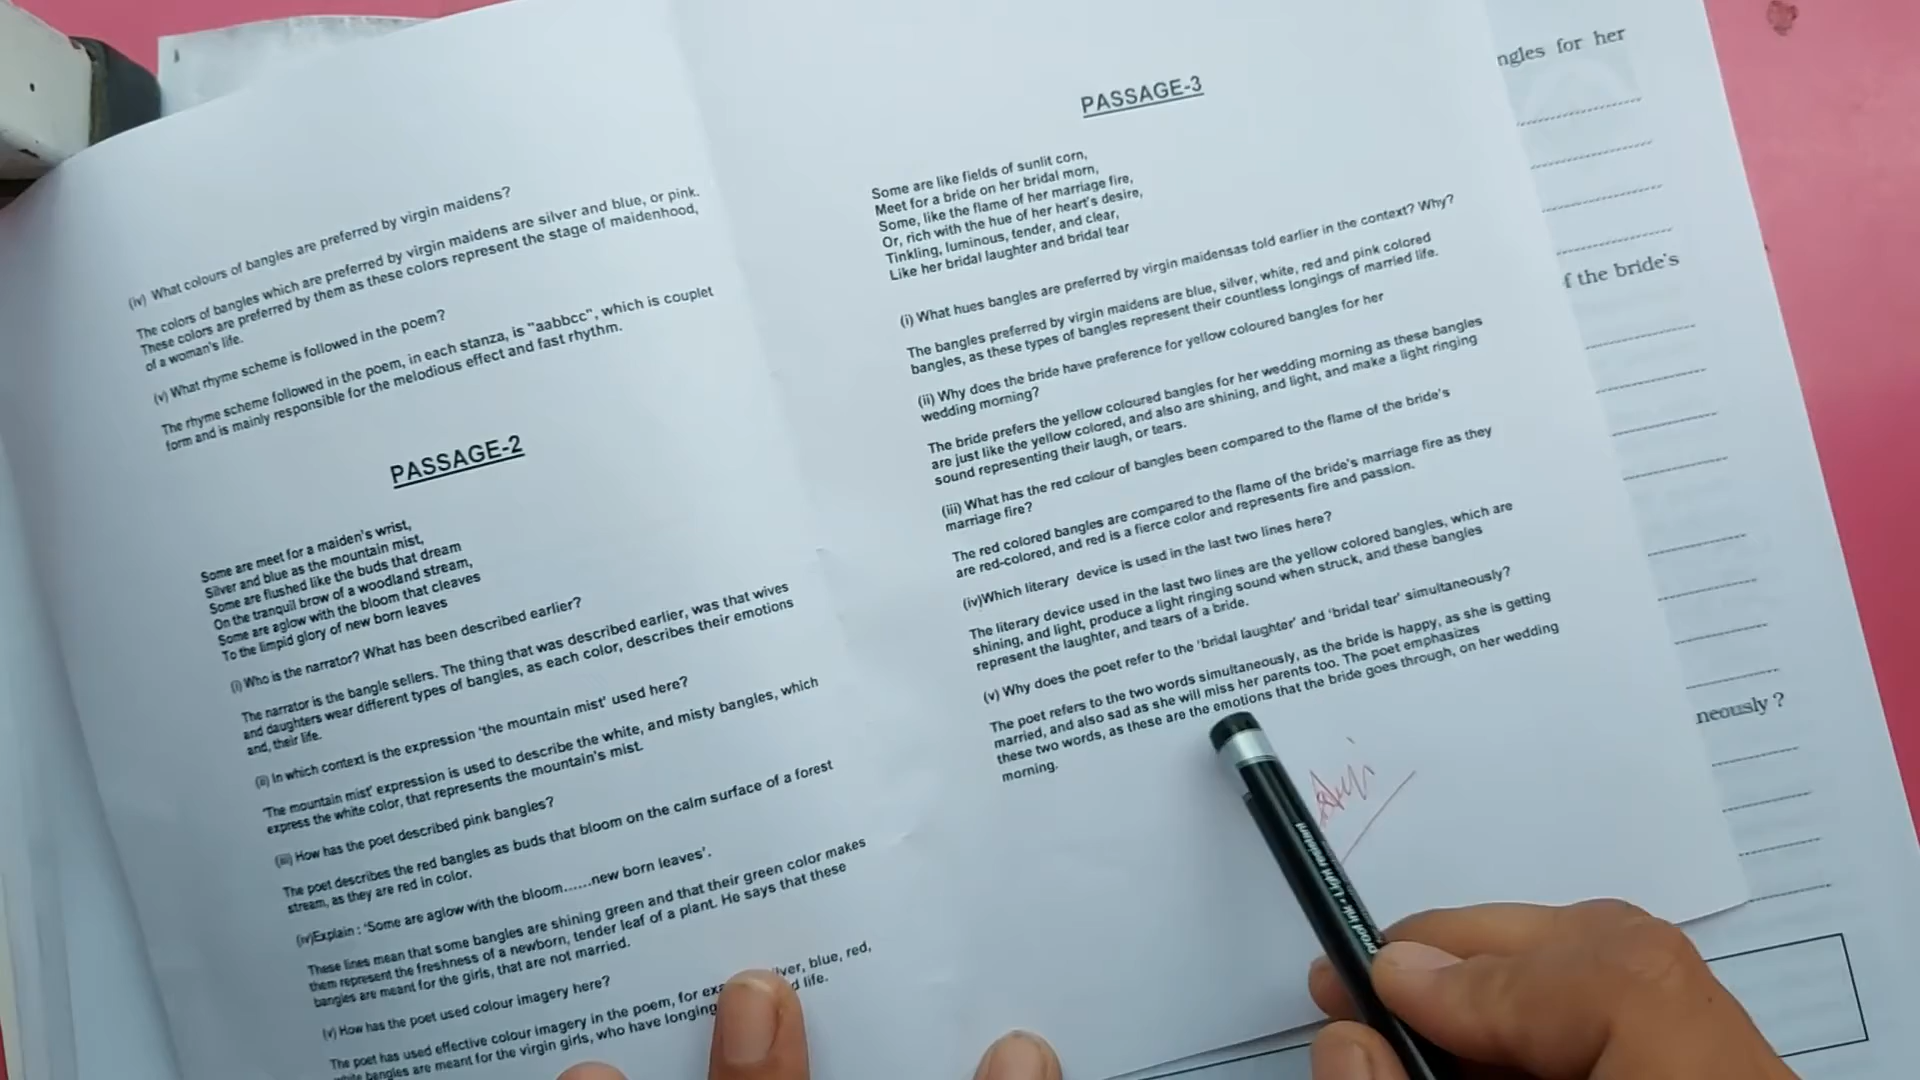 (iv) What colours of bangles are preferred by virgin maidens?
The colors of bangles which are preferred by virgin maidens are silver and blue, or pink.
These colors are preferred by them as these colors represent the stage of maidenhood,
of a woman's life.
(v) What rhyme scheme is followed in the poem?
The rhyme scheme followed in the poem, in each stanza, is "aabbcc", which is couplet
form and is mainly responsible for the melodious effect and fast rhythm.
PASSAGE-2
Some are meet for a maiden's wrist,
Silver and blue as the mountain mist,
Some are flushed like the buds that dream
On the tranquil brow of a woodland stream,
Some are aglow with the bloom that cleaves
To the limpid glory of new born leaves
(i) Who is the narrator? What has been described earlier?
The narrator is the bangle sellers. The thing that was described earlier, was that wives
and daughters wear different types of bangles, as each color, describes their emotions
and, their life.
(ii) In which context is the expression 'the mountain mist' used here?
'The mountain mist' expression is used to describe the white, and misty bangles, which
express the white color, that represents the mountain's mist.
(iii) How has the poet described pink bangles?
The poet describes the red bangles as buds that bloom on the calm surface of a forest
stream, as they are red in color.
(iv)Explain : 'Some are aglow with the bloom......new born leaves'.
These lines mean that some bangles are shining green and that their green color makes
them represent the freshness of a newborn, tender leaf of a plant. He says that these
bangles are meant for the girls, that are not married.
(v) How has the poet used colour imagery here?
The poet has used effective colour imagery in the poem, for blue, red,
white bangles are meant for the virgin girls, who have life.
PASSAGE-3
Some are like fields of sunlit corn,
Meet for a bride on her bridal morn,
Some, like the flame of her marriage fire,
Or, rich with the hue of her heart's desire,
Tinkling, luminous, tender, and clear,
Like her bridal laughter and bridal tear
(i) What hues bangles are preferred by virgin maidensas told earlier in the context? Why?
The bangles preferred by virgin maidens are blue, silver, white, red and pink colored
bangles, as these types of bangles represent their countless longings of married life.
(ii) Why does the bride have preference for yellow coloured bangles for her
wedding morning?
The bride prefers the yellow coloured bangles for her wedding morning as these bangles
are just like the yellow colored, and also are shining, and light, and make a light ringing
sound representing their laugh, or tears.
(iii) What has the red colour of bangles been compared to the flame of the bride's
marriage fire?
The red colored bangles are compared to the flame of the bride's marriage fire as they
are red-colored, and red is a fierce color and represents fire and passion.
(iv)Which literary device is used in the last two lines here?
The literary device used in the last two lines are the yellow colored bangles, which are
shining, and light, produce a light ringing sound when struck, and these bangles
represent the laughter, and tears of a bride.
(v) Why does the poet refer to the 'bridal laughter' and 'bridal tear' simultaneously?
The poet refers to the two words simultaneously, as the bride is happy, as she is getting
married, and also sad as she will miss her parents too. The poet emphasizes
these two words, as these are the emotions that the bride goes through, on her wedding
morning.
for her
of the bride's
proof ink • Light resistant